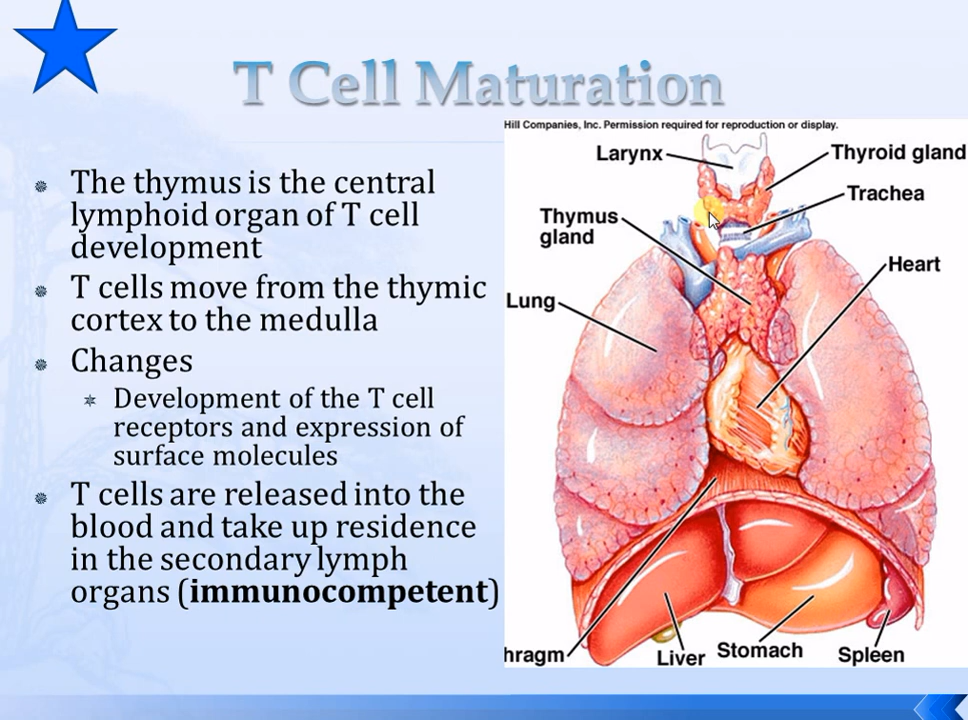 T Cell Maturation
The thymus is the central
lymphoid organ of T cell
development
T cells move from the thymic
cortex to the medulla
Changes
Development of the T cell
receptors and expression of
surface molecules
T cells are released into the
blood and take up residence
in the secondary lymph
organs (immunocompetent)
Hill Companies, Inc. Permission required for reproduction or display.
Larynx
Thyroid gland
Trachea
Thymus
gland
Heart
Lung
hragm
Liver
Stomach
Spleen